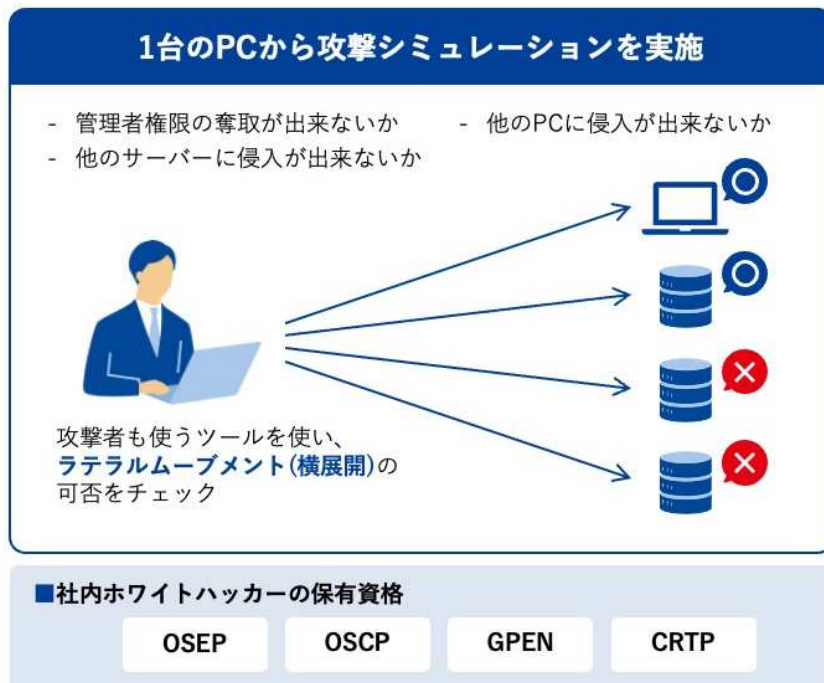 1台のPCから攻撃シミュレーションを実施
- 管理者権限の奪取が出来ないか
- 他のPCに侵入が出来ないか
- 他のサーバーに侵入が出来ないか
攻撃者も使うツールを使い、
ラテラルムーブメント(横展開)の
可否をチェック
■社内ホワイトハッカーの保有資格
OSEP
OSCP
GPEN
CRTP